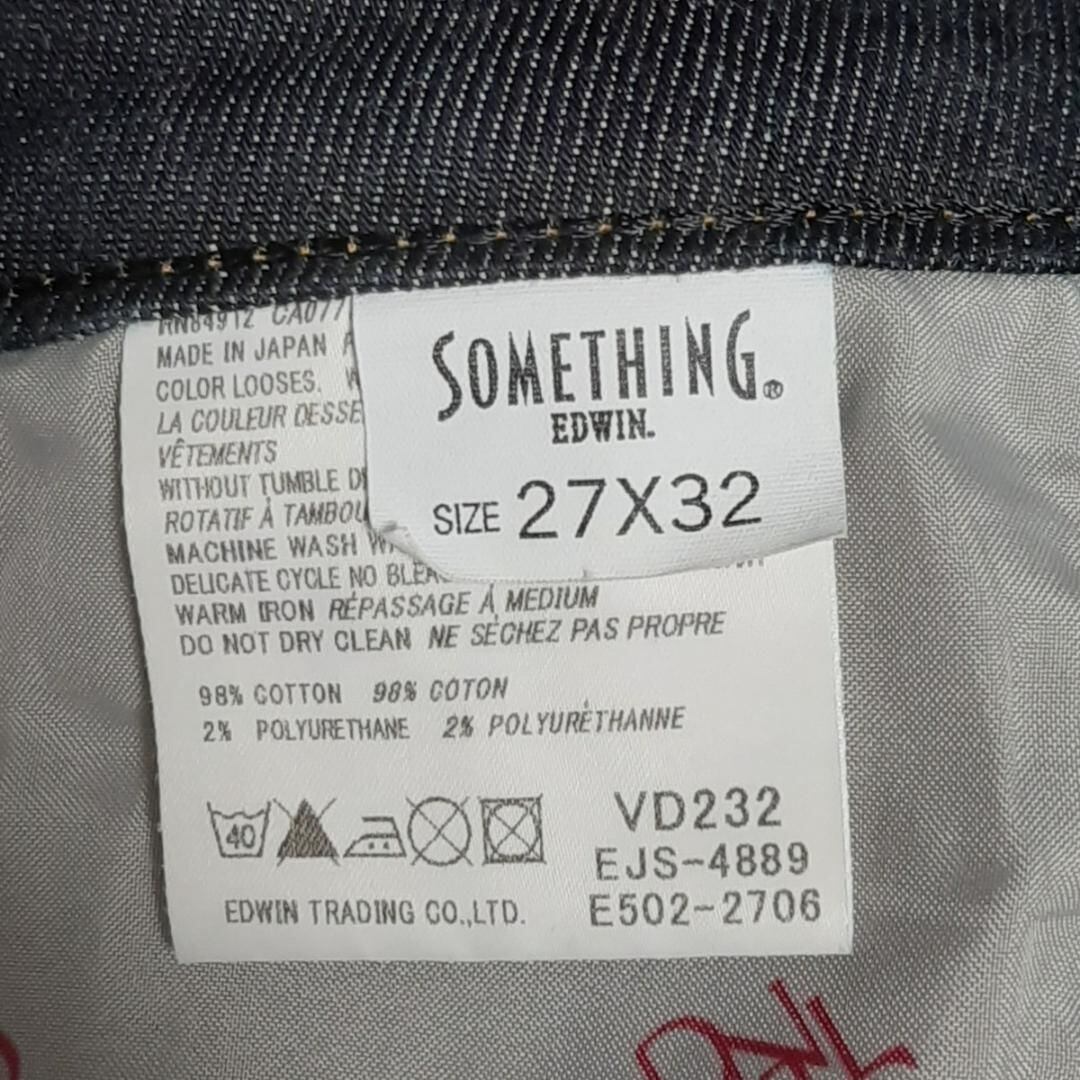 SOMETHING®
EDWIN.
SIZE 27X32
RN84912 CA077
MADE IN JAPAN
COLOR LOOSES.
LA COULEUR DESSE
VÊTEMENTS
WITHOUT TUMBLE
ROTATIF À TAMBOU
MACHINE WASH
DELICATE CYCLE NO BLEA
WARM IRON RÉPASSAGE À MEDIUM
DO NOT DRY CLEAN NE SÉCHEZ PAS PROPRE
98% COTTON 98% COTON
2% POLYURETHANE 2% POLYURÉTHANNE
40
VD232
EJS-4889
E502-2706
EDWIN TRADING CO.,LTD.